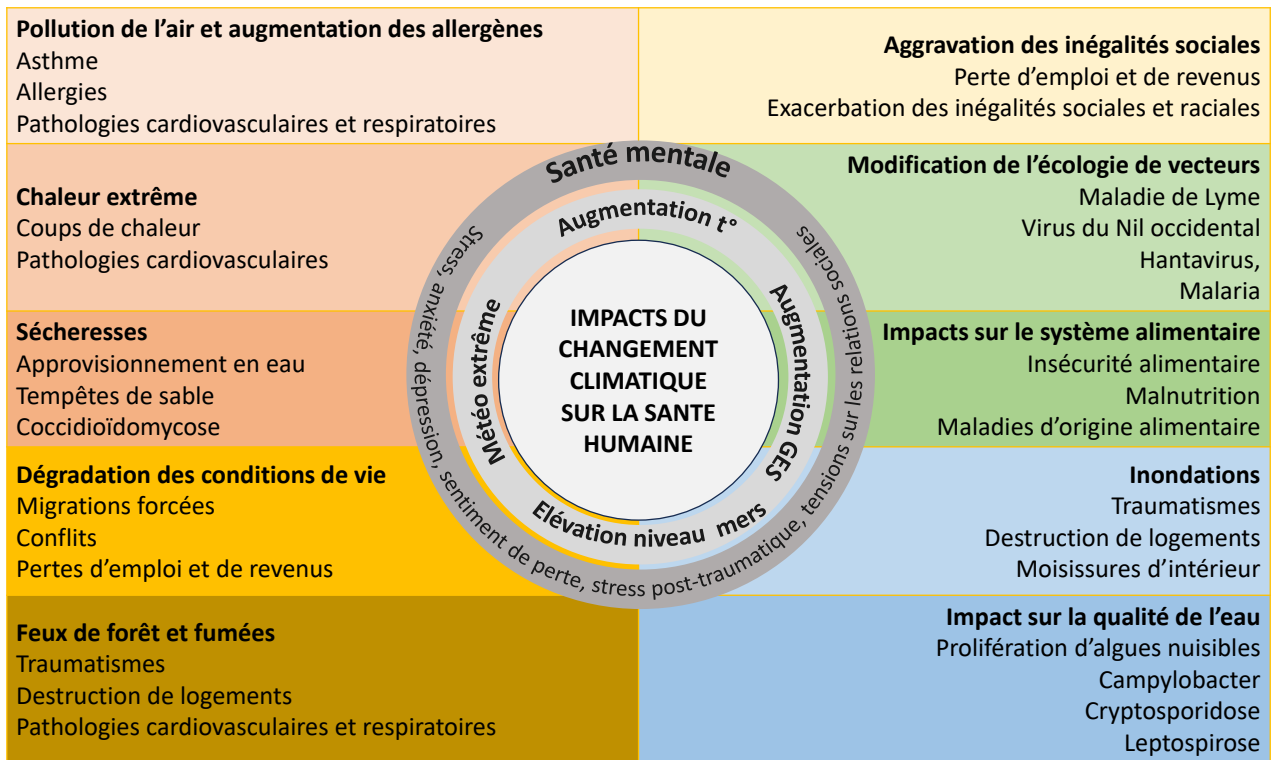 Pollution de l’air et augmentation des allergènes
Asthme
Allergies
Pathologies cardiovasculaires et respiratoires
Aggravation des inégalités sociales
Perte d’emploi et de revenus
Exacerbation des inégalités sociales et raciales
Chaleur extrême
Coups de chaleur
Pathologies cardiovasculaires
Modification de l’écologie de vecteurs
Maladie de Lyme
Virus du Nil occidental
Hantavirus,
Malaria
Sécheresses
Approvisionnement en eau
Tempêtes de sable
Coccidioïdomycose
Impacts sur le système alimentaire
Insécurité alimentaire
Malnutrition
Maladies d’origine alimentaire
Dégradation des conditions de vie
Migrations forcées
Conflits
Pertes d’emploi et de revenus
Inondations
Traumatismes
Destruction de logements
Moisissures d’intérieur
Feux de forêt et fumées
Traumatismes
Destruction de logements
Pathologies cardiovasculaires et respiratoires
Impact sur la qualité de l’eau
Prolifération d’algues nuisibles
Campylobacter
Cryptosporidose
Leptospirose
Santé mentale
Stress, anxiété, dépression, sentiment de perte, stress post-traumatique, tensions sur les relations sociales
Augmentation t°
Augmentation GES
Elévation niveau mers
Météo extrême
IMPACTS DU
CHANGEMENT
CLIMATIQUE
SUR LA SANTE
HUMAINE